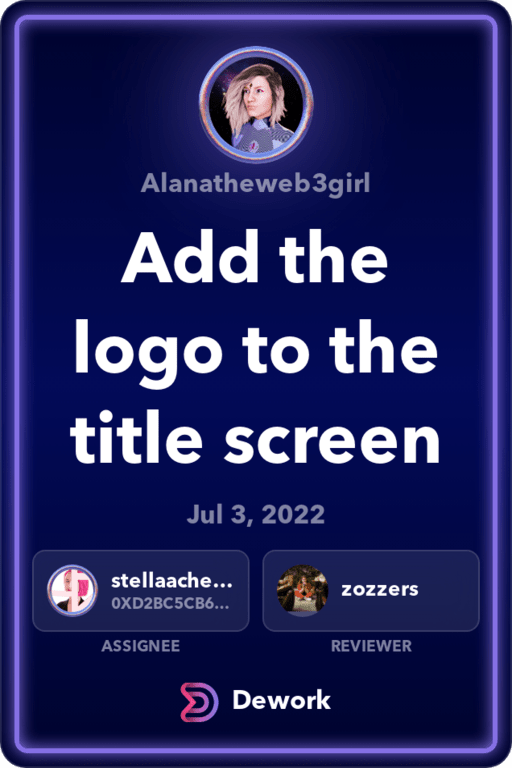 Alanatheweb3girl
Add the
logo to the
title screen
Jul 3, 2022
stellaache...
0XD2BC5CB6...
ASSIGNEE
zozzers
REVIEWER
Dework